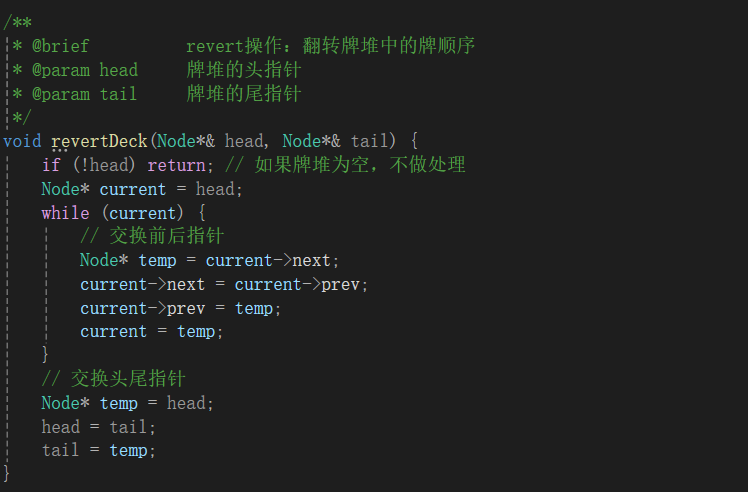 /**
* @brief         revert操作：翻转牌堆中的牌顺序
* @param head     牌堆的头指针
* @param tail     牌堆的尾指针
*/
void revertDeck(Node*& head, Node*& tail) {
    if (!head) return; // 如果牌堆为空，不做处理
    Node* current = head;
    while (current) {
        // 交换前后指针
        Node* temp = current->next;
        current->next = current->prev;
        current->prev = temp;
        current = temp;
    }
    // 交换头尾指针
    Node* temp = head;
    head = tail;
    tail = temp;
}